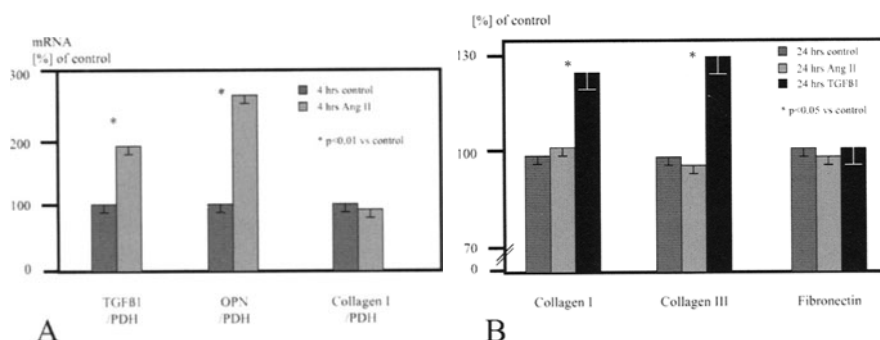 mRNA
[%] of control
300
200
100
0
4 hrs control
4 hrs Ang II
* p<0.01 vs control
*
*
TGFB1
/PDH
OPN
/PDH
Collagen I
/PDH
A
[%] of control
130
100
70
0
24 hrs control
24 hrs Ang II
24 hrs TGFB1
* p<0.05 vs control
*
*
Collagen I
Collagen III
Fibronectin
B